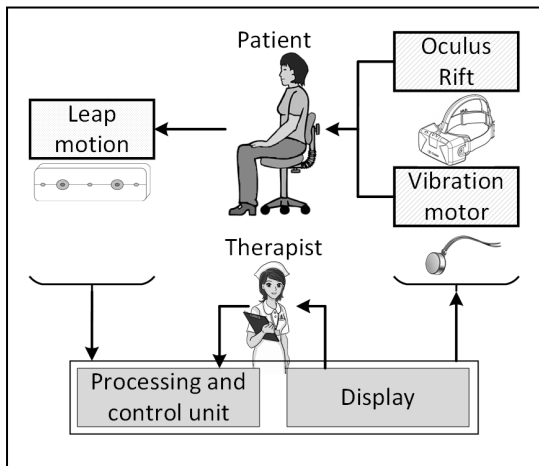 Patient
Oculus
Rift
Leap
motion
Vibration
motor
Therapist
Processing and
control unit
Display